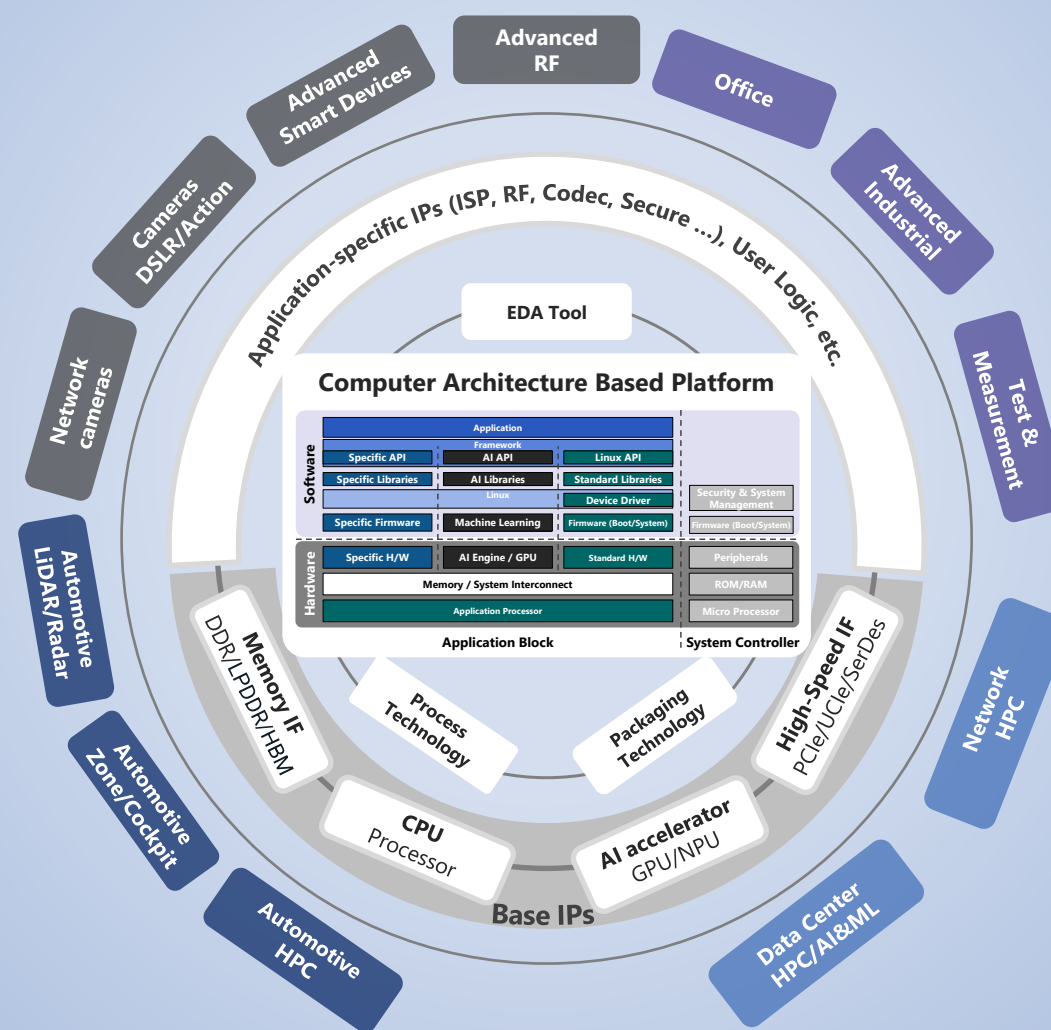 Advanced
RF
Advanced
Smart Devices
Office
Cameras
DSLR/Action
Advanced
Industrial
Network
cameras
Test &
Measurement
Application-specific IPs (ISP, RF, Codec, Secure ...), User Logic, etc.
EDA Tool
Computer Architecture Based Platform
Software
Application
Framework
Specific API
AI API
Linux API
Specific Libraries
AI Libraries
Standard Libraries
Linux
Device Driver
Security & System
Management
Specific Firmware
Machine Learning
Firmware (Boot/System)
Firmware (Boot/System)
Hardware
Specific H/W
AI Engine / GPU
Standard H/W
Peripherals
Memory / System Interconnect
ROM/RAM
Application Processor
Micro Processor
Application Block
System Controller
Automotive
LiDAR/Radar
Memory IF
DDR/LPDDR/HBM
Process
Technology
Packaging
Technology
High-Speed IF
PCIe/UCIe/SerDes
Network
HPC
Automotive
Zone/Cockpit
CPU
Processor
AI accelerator
GPU/NPU
Base IPs
Automotive
HPC
Data Center
HPC/AI&ML